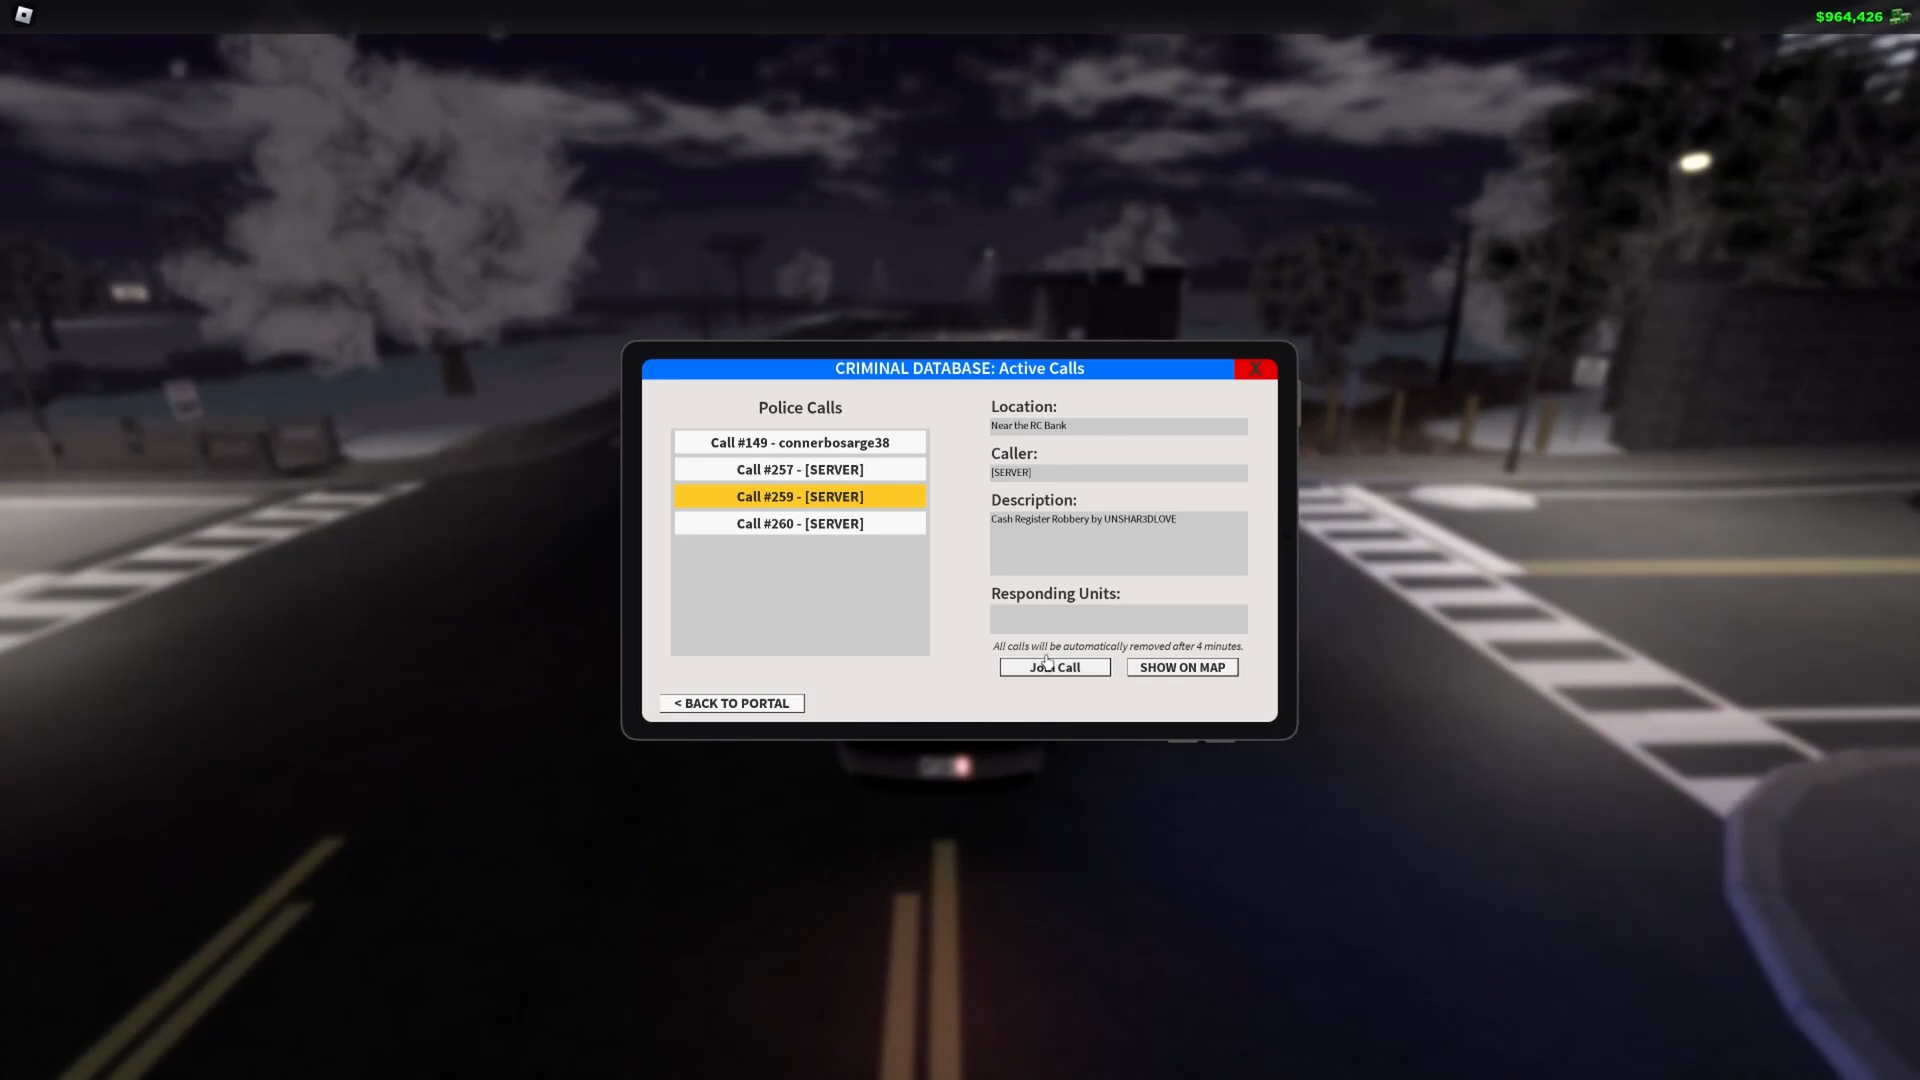 $964,426
CRIMINAL DATABASE: Active Calls
X
Police Calls
Call #149 - connerbosarge38
Call #257 - [SERVER]
Call #259 - [SERVER]
Call #260 - [SERVER]
Location:
Near the RC Bank
Caller:
[SERVER]
Description:
Cash Register Robbery by UNSHAR3DLOVE
Responding Units:
All calls will be automatically removed after 4 minutes.
Join Call
SHOW ON MAP
< BACK TO PORTAL